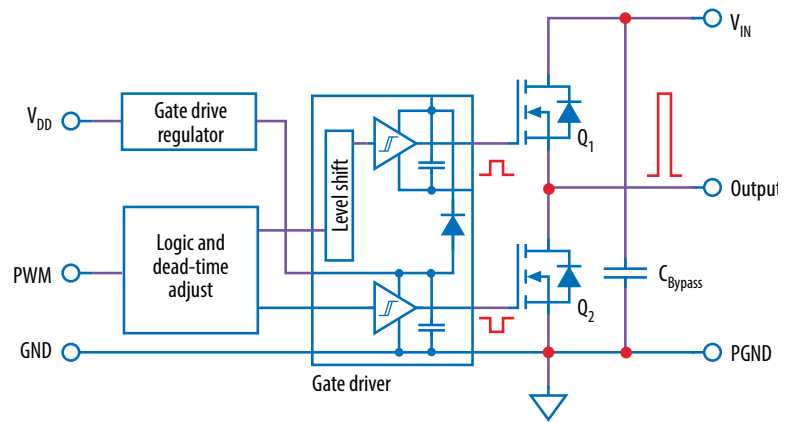 V_IN
V_DD
Gate drive
regulator
Level shift
Q_1
Output
Logic and
dead-time
adjust
PWM
C_Bypass
Q_2
GND
PGND
Gate driver